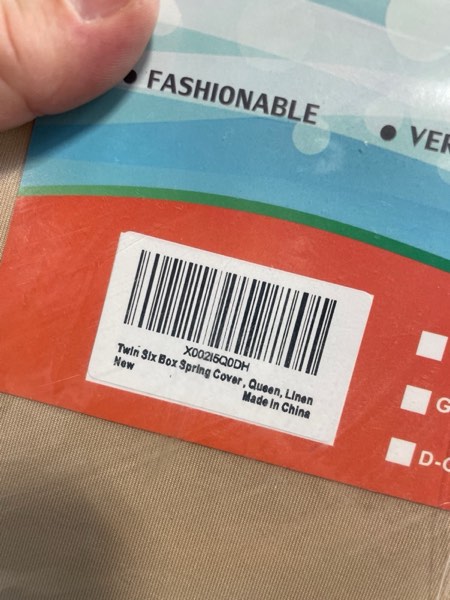 ● FASHIONABLE
● VER
X002I5Q0DH
Twin Six Box Spring Cover, Queen, Linen
New
Made in China
G
D-